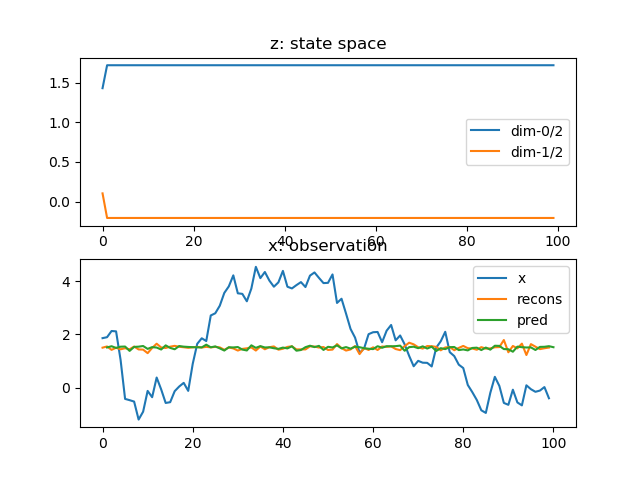 z: state space
1.5
1.0
0.5
0.0
dim-0/2
dim-1/2
0 20 40 60 80 100
x: observation
4
2
0
x
recons
pred
0 20 40 60 80 100